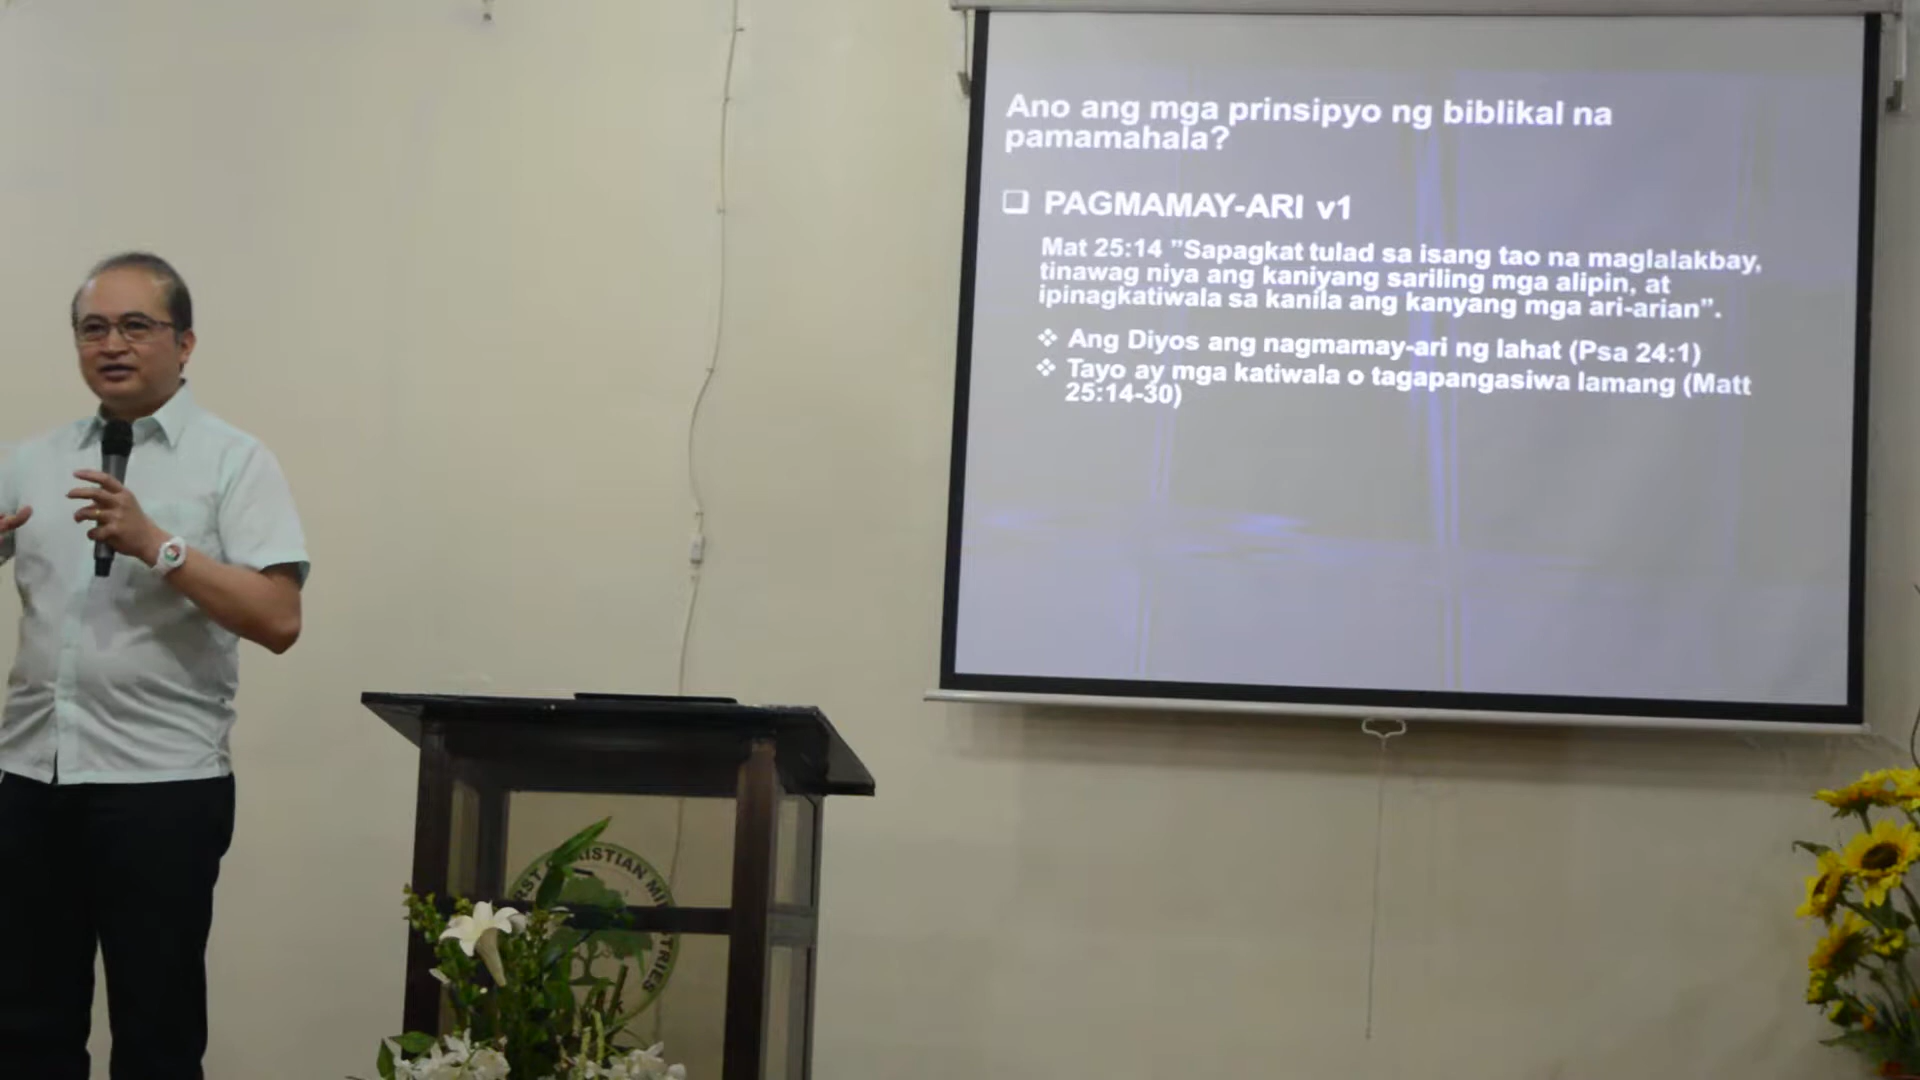 Ano ang mga prinsipyo ng biblikal na
pamamahala?
PAGMAMAY-ARI v1
Mat 25:14 ”Sapagkat tulad sa isang tao na maglalakbay,
tinawag niya ang kaniyang sariling mga alipin, at
ipinagkatiwala sa kanila ang kanyang mga ari-arian”.
Ang Diyos ang nagmamay-ari ng lahat (Psa 24:1)
Tayo ay mga katiwala o tagapangasiwa lamang (Matt
25:14-30)